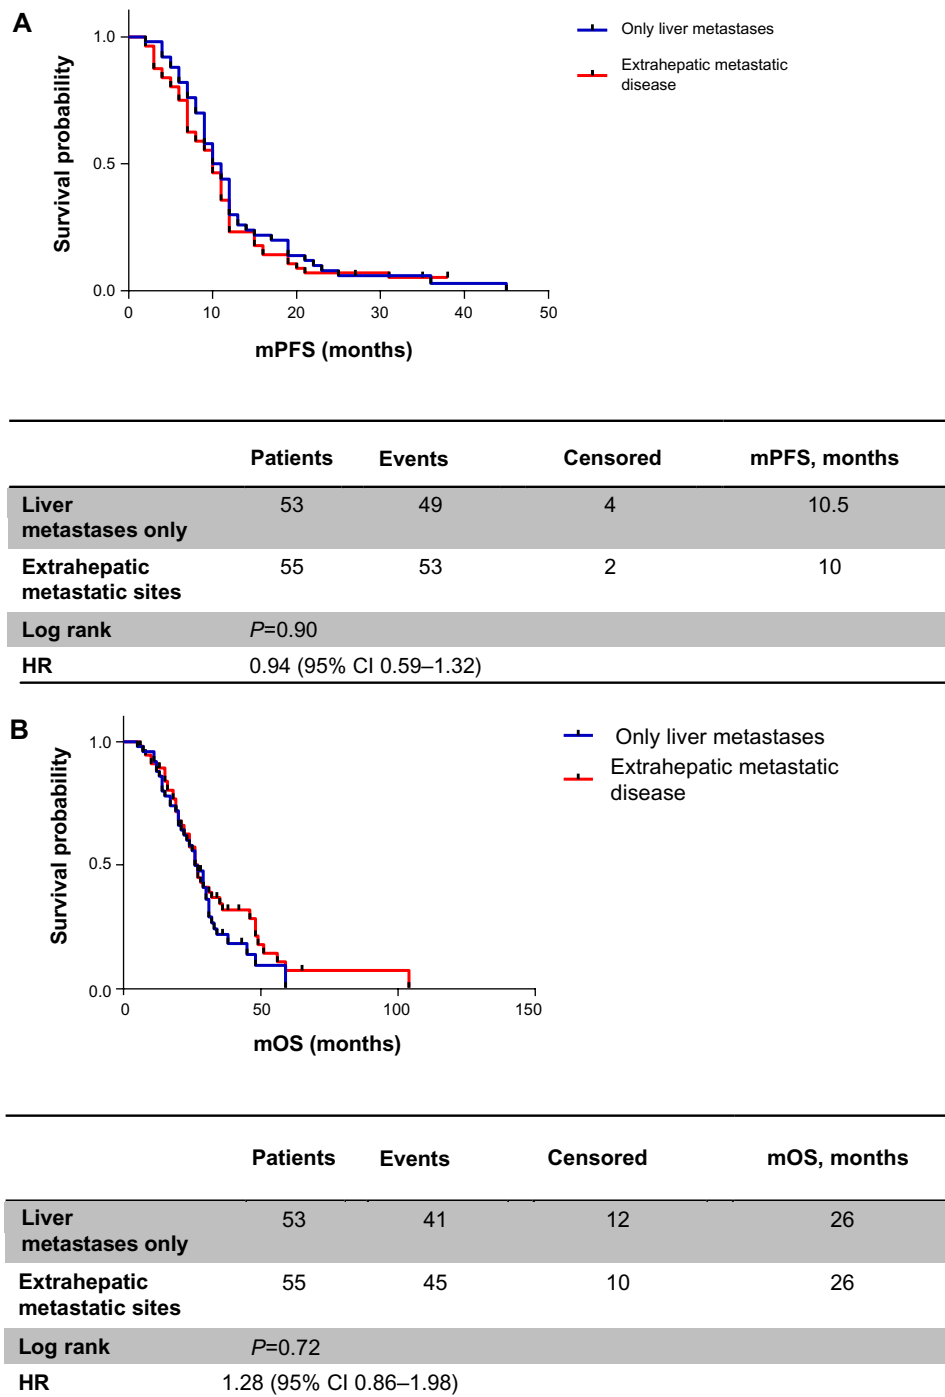 A
Only liver metastases
Extrahepatic metastatic
disease
Survival probability
1.0
0.5
0.0
0 10 20 30 40 50
mPFS (months)
Patients Events Censored mPFS, months
Liver
metastases only 53 49 4 10.5
Extrahepatic
metastatic sites 55 53 2 10
Log rank P=0.90
HR 0.94 (95% CI 0.59–1.32)
B
Only liver metastases
Extrahepatic metastatic
disease
Survival probability
1.0
0.5
0.0
0 50 100 150
mOS (months)
Patients Events Censored mOS, months
Liver
metastases only 53 41 12 26
Extrahepatic
metastatic sites 55 45 10 26
Log rank P=0.72
HR 1.28 (95% CI 0.86–1.98)